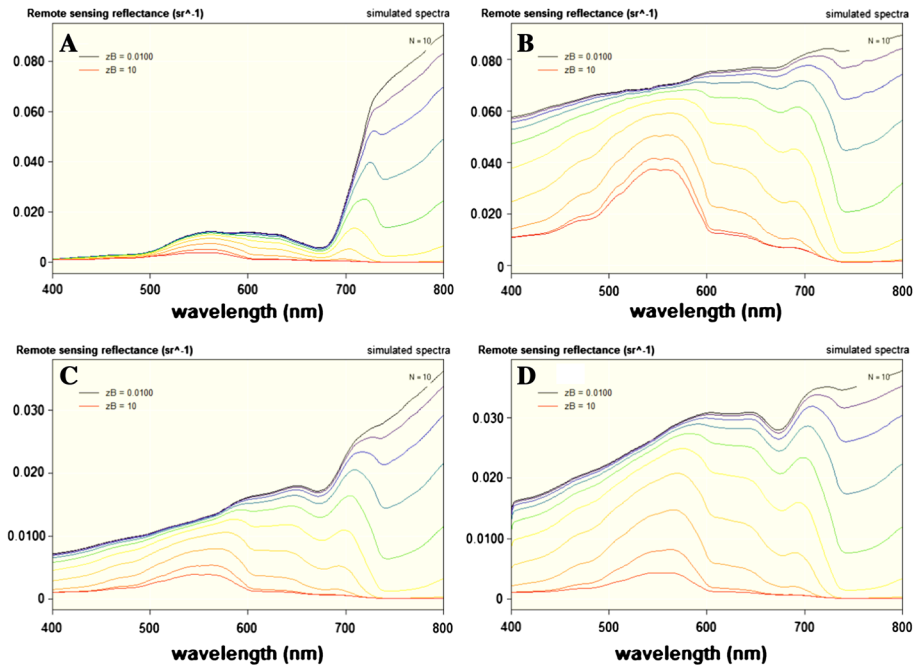 Remote sensing reflectance (sr^-1) simulated spectra
A
N = 10
zB = 0.0100
zB = 10
0.080
0.060
0.040
0.020
0
400 500 600 700 800
wavelength (nm)
Remote sensing reflectance (sr^-1) simulated spectra
B
N = 10
zB = 0.0100
zB = 10
0.080
0.060
0.040
0.020
0
400 500 600 700 800
wavelength (nm)
Remote sensing reflectance (sr^-1) simulated spectra
C
N = 10
zB = 0.0100
zB = 10
0.030
0.020
0.0100
0
400 500 600 700 800
wavelength (nm)
Remote sensing reflectance (sr^-1) simulated spectra
D
N = 10
zB = 0.0100
zB = 10
0.030
0.020
0.0100
0
400 500 600 700 800
wavelength (nm)